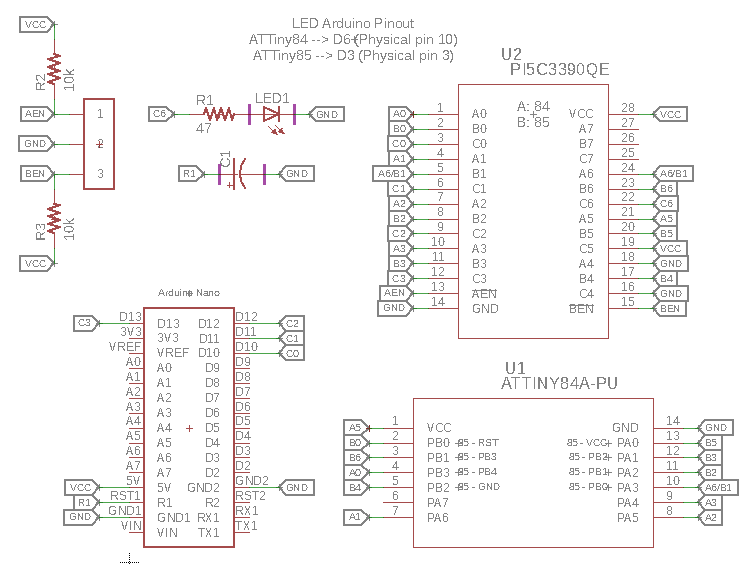 LED Arduino Pinout
ATTiny84 --> D6 (Physical pin 10)
ATTiny85 --> D3 (Physical pin 3)
VCC
R2
10k
AEN
1
GND
2
BEN
3
R3
10k
VCC
C6
R1
47
LED1
GND
R1
C1
+
GND
U2
PI5C3390QE
A: 84
B: 85
A0 1 A0 VCC 28 VCC
B0 2 B0 A7 27
C0 3 C0 B7 26
A1 4 A1 C7 25
A6/B1 5 B1 A6 24 A6/B1
C1 6 C1 B6 23 B6
A2 7 A2 C6 22 C6
B2 8 B2 A5 21 A5
C2 9 C2 B5 20 B5
A3 10 A3 C5 19 VCC
B3 11 B3 A4 18 GND
C3 12 C3 B4 17 B4
AEN 13 AEN C4 16 GND
GND 14 GND BEN 15 BEN
Arduino Nano
C3 D13 D13 D12 D12 C2
3V3 3V3 D11 D11 C1
VREF VREF D10 D10 C0
A0 A0 D9 D9
A1 A1 D8 D8
A2 A2 D7 D7
A3 A3 D6 D6
A4 A4 D5 D5
A5 A5 D4 D4
A6 A6 D3 D3
A7 A7 D2 D2
VCC 5V 5V GND2 GND2 GND
R1 RST1 R1 R2 RST2
GND GND1 GND1 RX1 RX1
VIN VIN TX1 TX1
U1
ATTINY84A-PU
A5 1 VCC GND 14 GND
B0 2 PB0 85 - RST 85 - VCC PA0 13 B5
B6 3 PB1 85 - PB3 85 - PB2 PA1 12 B3
A0 4 PB3 85 - PB4 85 - PB1 PA2 11 B2
B4 5 PB2 85 - GND 85 - PB0 PA3 10 A6/B1
6 PA7 PA4 9 A3
A1 7 PA6 PA5 8 A2